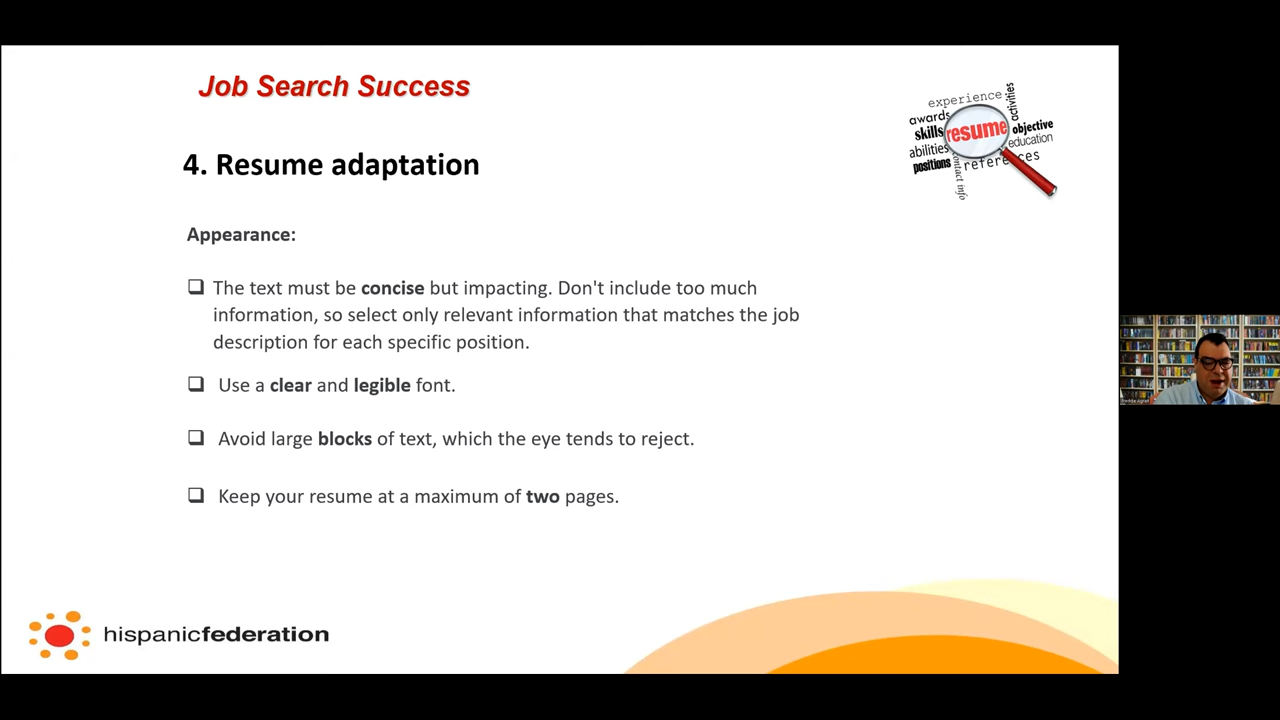 Job Search Success
4. Resume adaptation
experience
activities
awards
skills
resume
objective
abilities
education
positions
references
contact info
Appearance:
The text must be concise but impacting. Don't include too much
information, so select only relevant information that matches the job
description for each specific position.
Use a clear and legible font.
Avoid large blocks of text, which the eye tends to reject.
Keep your resume at a maximum of two pages.
hispanicfederation